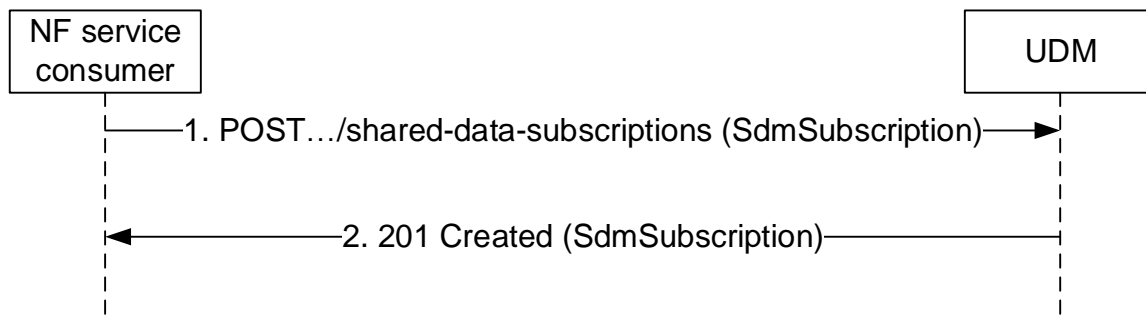 NF service
consumer
UDM
1. POST…/shared-data-subscriptions (SdmSubscription)
2. 201 Created (SdmSubscription)